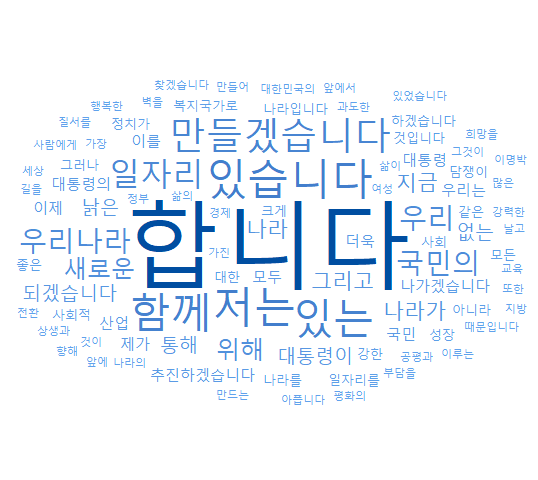 찾겠습니다 만들어 대한민국의 앞에서 있었습니다
행복한 벽을 복지국가로 나라입니다 과도한
질서를 정치가 이를 만들겠습니다 하겠습니다
사람에게 가장 것입니다 희망을
세상 그러나 일자리 있습니다 삶이 대통령 그것이 이명박
길을 대통령의 정부 삶의 여성 지금 담쟁이 우리는 많은
이제 낡은 합니다 경제 크게 우리 같은 강력한
우리나라 나라 더욱 사회 없는 날고
좋은 새로운 가진 대한 모두 그리고 국민의 모든 교육
되겠습니다 나가겠습니다 또한
전환 사회적 산업 함께 저는 있는 나라가 아니라 지방
상생과 것이 제가 통해 위해 국민 성장 때문입니다
향해 앞에 나라의 대통령이 강한 공평과 이루는
추진하겠습니다 나라를 일자리를 부담을
만드는 아픕니다 평화의